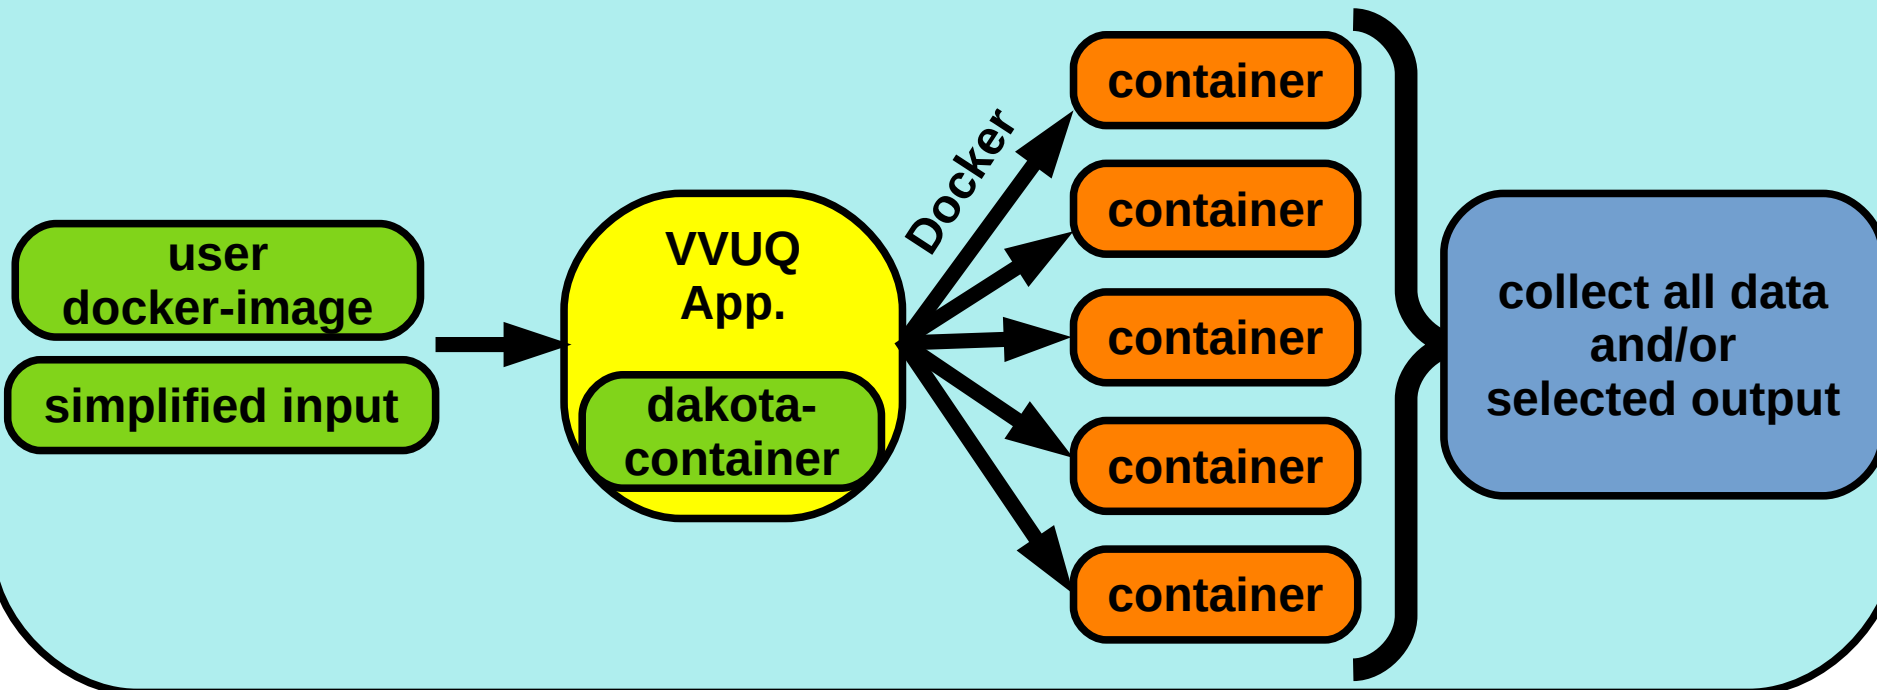 user
docker-image
simplified input
VVUQ
App.
dakota-
container
Docker
container
container
container
container
container
collect all data
and/or
selected output